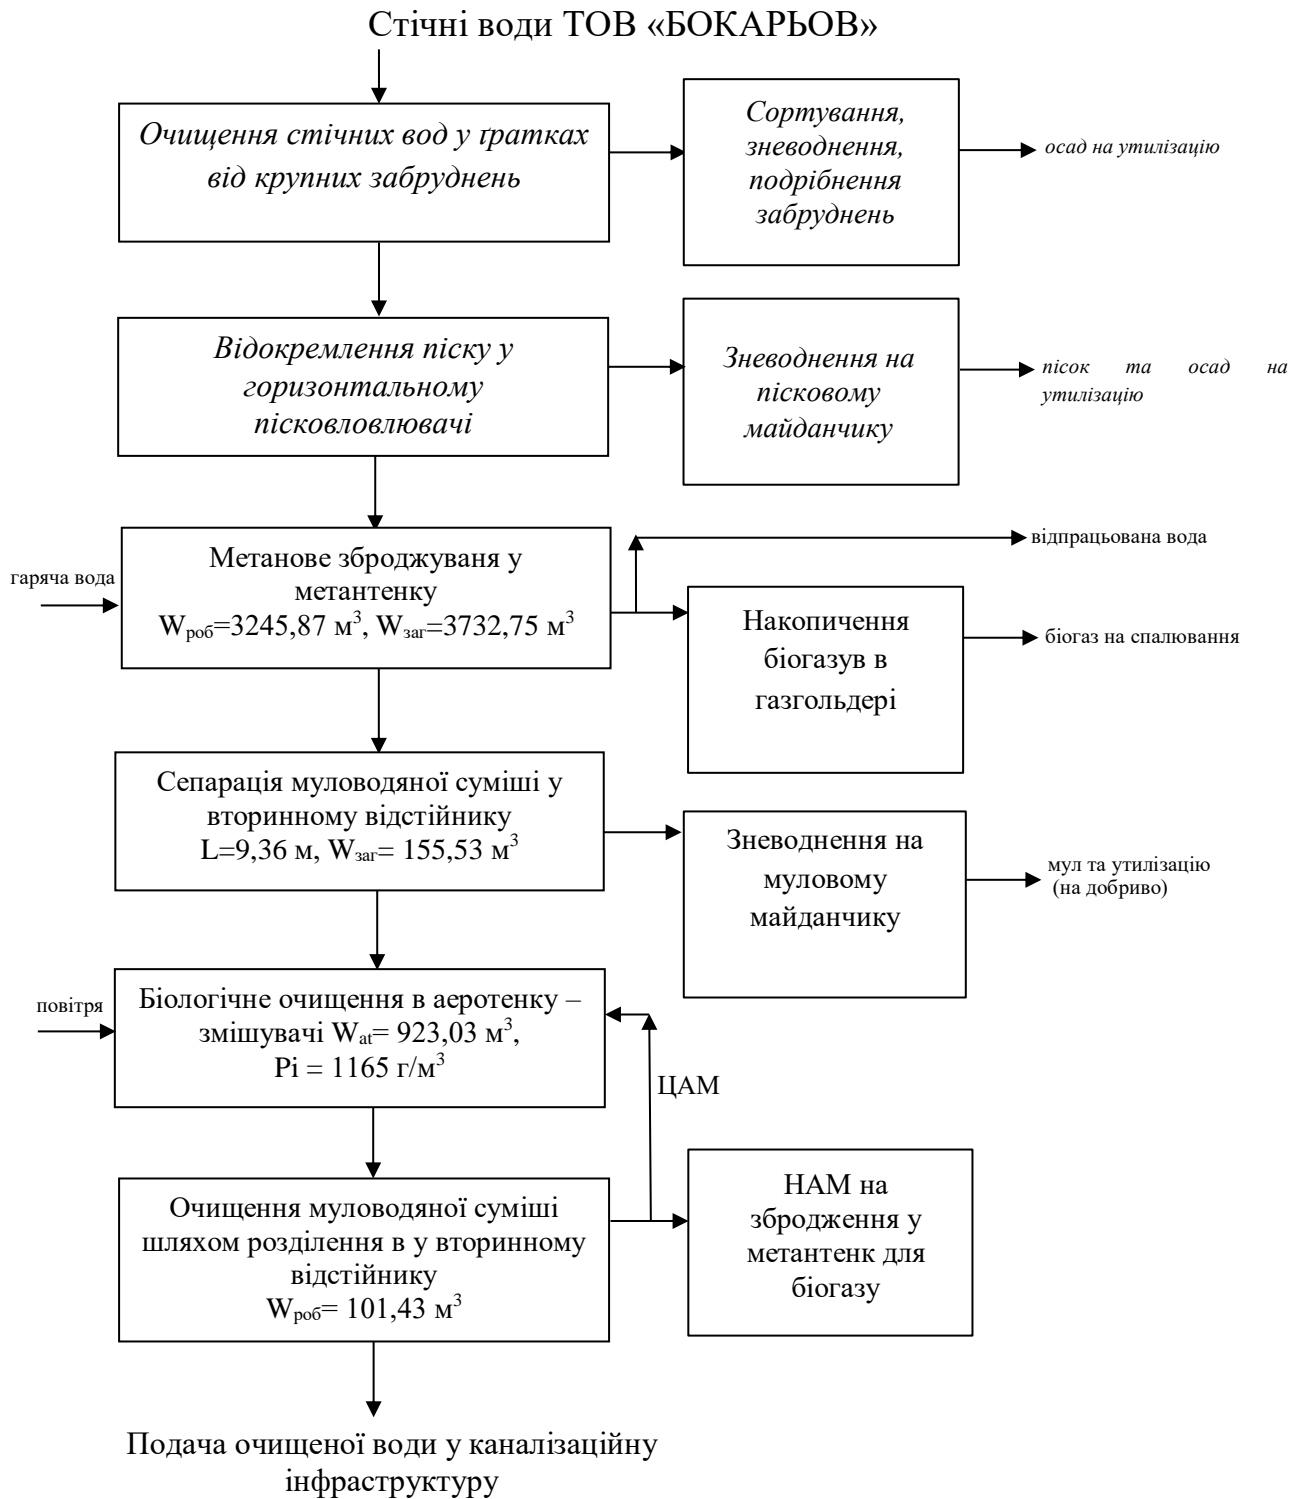 Стічні води ТОВ «БОКАРЬОВ»
Очищення стічних вод у ґратках
від крупних забруднень
Сортування,
зневоднення,
подрібнення
забруднень
осад на утилізацію
Відокремлення піску у
горизонтальному
пісковловлювачі
Зневоднення на
пісковому
майданчику
пісок та осад на
утилізацію
Метанове зброджуваня у
метантенку
Wроб=3245,87 м³, Wзаг=3732,75 м³
гаряча вода
відпрацьована вода
Накопичення
біогазув в
газгольдері
біогаз на спалювання
Сепарація муловодяної суміші у
вторинному відстійнику
L=9,36 м, Wзаг= 155,53 м³
Зневоднення на
муловому
майданчику
мул та утилізацію
(на добриво)
повітря
Біологічне очищення в аеротенку –
змішувачі Wat= 923,03 м³,
Рі = 1165 г/м³
ЦАМ
Очищення муловодяної суміші
шляхом розділення в у вторинному
відстійнику
Wроб= 101,43 м³
НАМ на
збродження у
метантенк для
біогазу
Подача очищеної води у каналізаційну
інфраструктуру